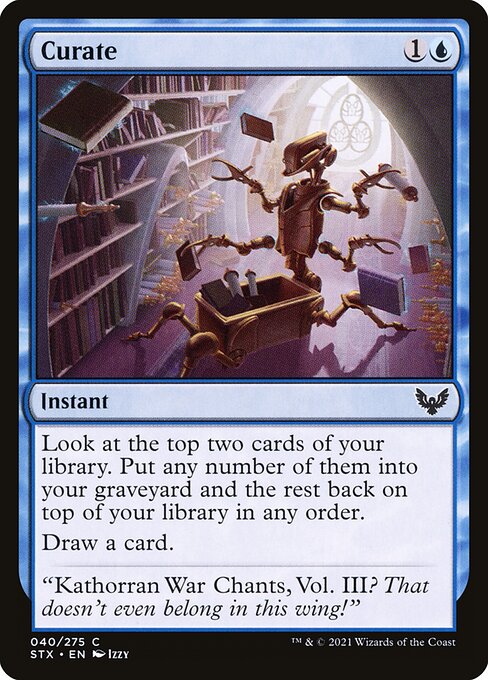 Curate 1
Instant
Look at the top two cards of your
library. Put any number of them into
your graveyard and the rest back on
top of your library in any order.
Draw a card.
“Kathorran War Chants, Vol. III? That
doesn’t even belong in this wing!”
040/275 C ™ & © 2021 Wizards of the Coast
STX • EN Izzy